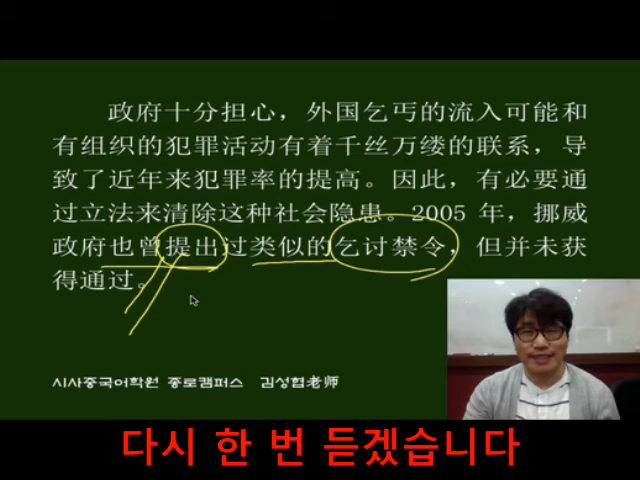 政府十分担心，外国乞丐的流入可能和
有组织的犯罪活动有着千丝万缕的联系，导
致了近年来犯罪率的提高。因此，有必要通
过立法来清除这种社会隐患。2005 年，挪威
政府也曾提出过类似的乞讨禁令，但并未获
得通过。
시사중국어학원 종로캠퍼스 김성협老师
다시 한 번 듣겠습니다